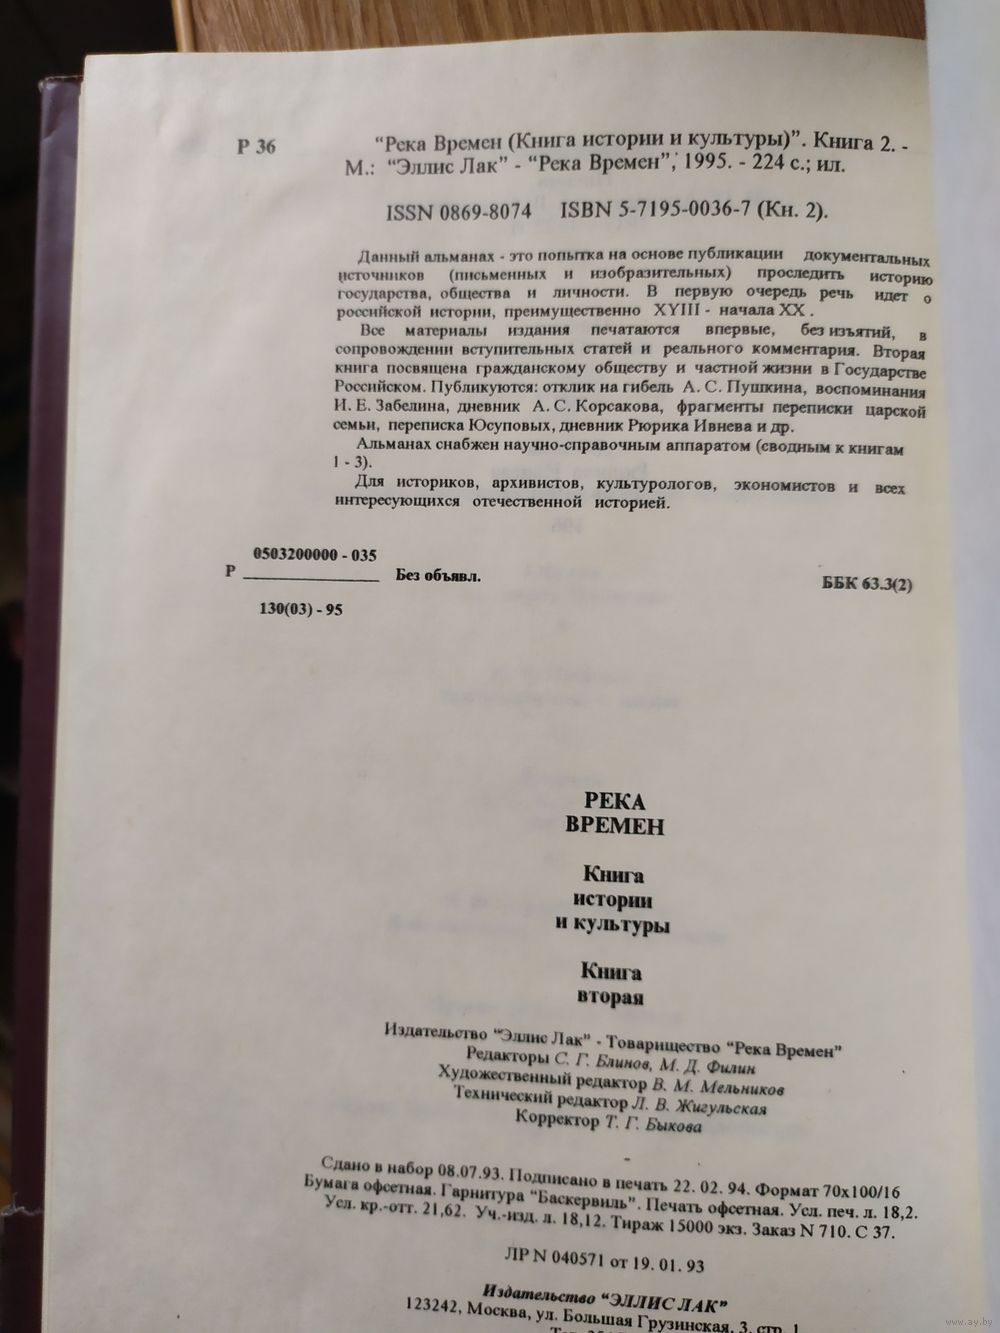 Р 36
“Река Времен (Книга истории и культуры)”. Книга 2. -
М.: “Эллис Лак” - “Река Времен”, 1995. - 224 с.; ил.
ISSN 0869-8074 ISBN 5-7195-0036-7 (Кн. 2).
Данный альманах - это попытка на основе публикации документальных
источников (письменных и изобразительных) проследить историю
государства, общества и личности. В первую очередь речь идет о
российской истории, преимущественно XYIII - начала XX .
Все материалы издания печатаются впервые, без изъятий, в
сопровождении вступительных статей и реального комментария. Вторая
книга посвящена гражданскому обществу и частной жизни в Государстве
Российском. Публикуются: отклик на гибель А. С. Пушкина, воспоминания
И. Е. Забелина, дневник А. С. Корсакова, фрагменты переписки царской
семьи, переписка Юсуповых, дневник Рюрика Ивнева и др.
Альманах снабжен научно-справочным аппаратом (сводным к книгам
1 - 3).
Для историков, архивистов, культурологов, экономистов и всех
интересующихся отечественной историей.
0503200000 - 035
Р ________________ Без объявл.
ББК 63.3(2)
130(03) - 95
РЕКА
ВРЕМЕН
Книга
истории
и культуры
Книга
вторая
Издательство “Эллис Лак” - Товарищество “Река Времен”
Редакторы С. Г. Блинов, М. Д. Филин
Художественный редактор В. М. Мельников
Технический редактор Л. В. Жигульская
Корректор Т. Г. Быкова
Сдано в набор 08.07.93. Подписано в печать 22. 02. 94. Формат 70х100/16
Бумага офсетная. Гарнитура “Баскервиль”. Печать офсетная. Усл. печ. л. 18,2.
Усл. кр.-отт. 21,62. Уч.-изд. л. 18,12. Тираж 15000 экз. Заказ N 710. С 37.
ЛР N 040571 от 19. 01. 93
Издательство “ЭЛЛИС ЛАК”
123242, Москва, ул. Большая Грузинская, 3, стр. 1
www.ay.by